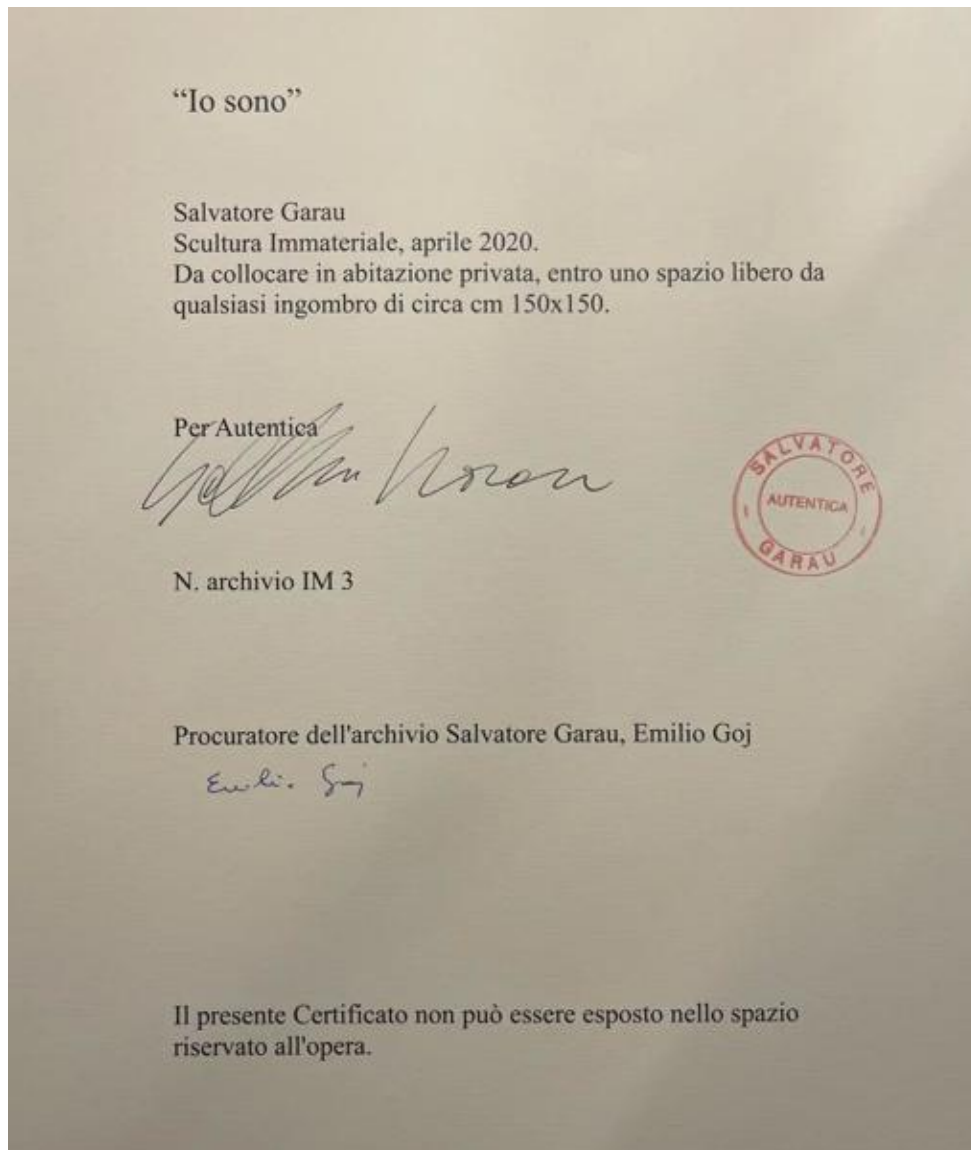 “Io sono”
Salvatore Garau
Scultura Immateriale, aprile 2020.
Da collocare in abitazione privata, entro uno spazio libero da
qualsiasi ingombro di circa cm 150x150.
Per Autentica
SALVATORE
AUTENTICA
GARAU
N. archivio IM 3
Procuratore dell'archivio Salvatore Garau, Emilio Goj
Emilio Goj
Il presente Certificato non può essere esposto nello spazio
riservato all'opera.